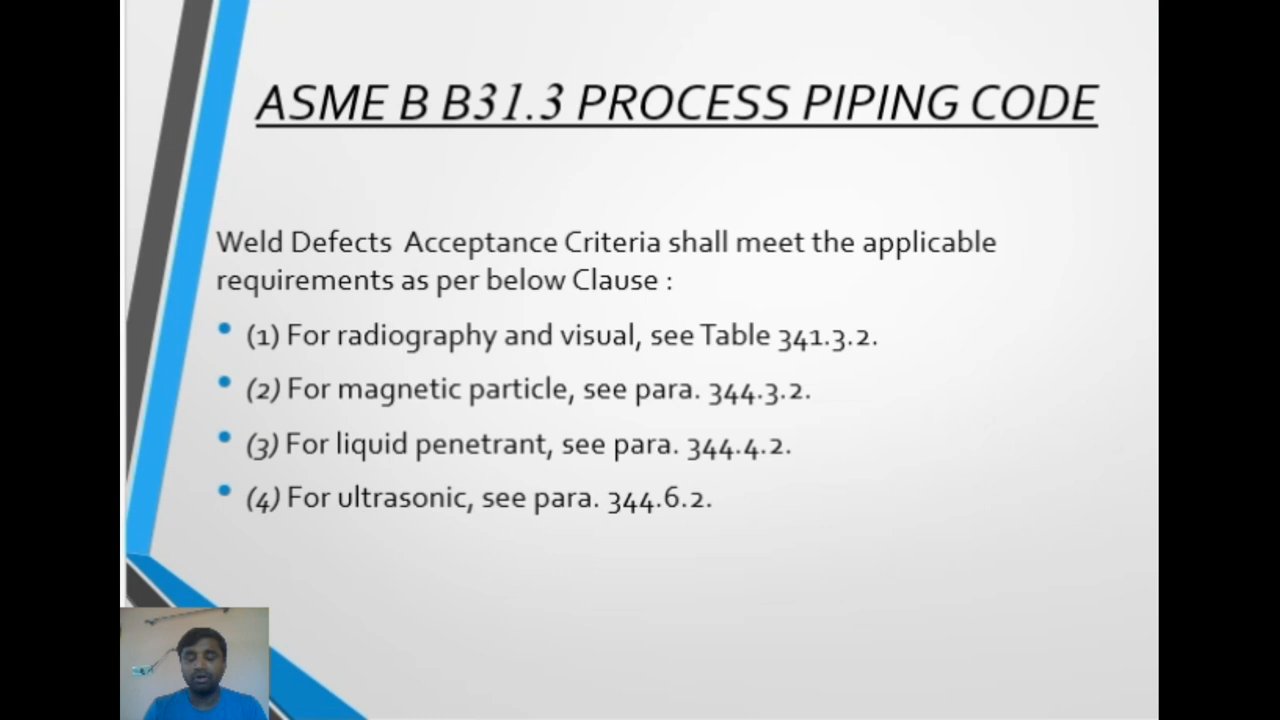 ASME B B31.3 PROCESS PIPING CODE
Weld Defects Acceptance Criteria shall meet the applicable
requirements as per below Clause :
• (1) For radiography and visual, see Table 341.3.2.
• (2) For magnetic particle, see para. 344.3.2.
• (3) For liquid penetrant, see para. 344.4.2.
• (4) For ultrasonic, see para. 344.6.2.